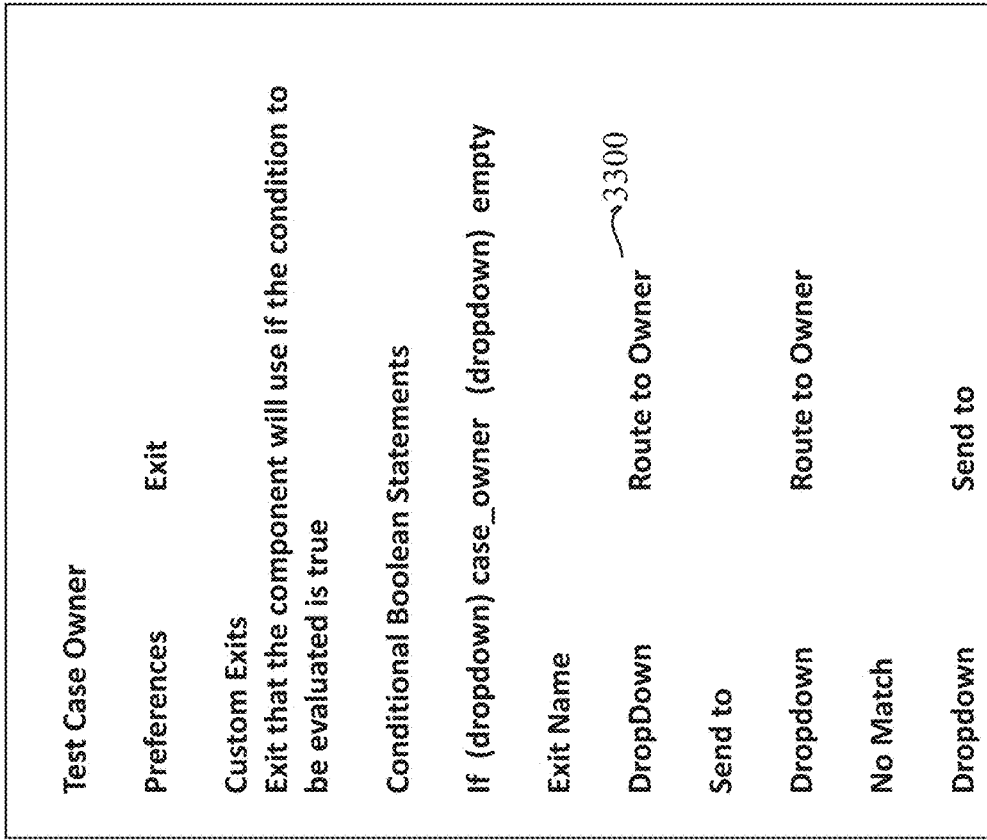 Test Case Owner
Preferences Exit
Custom Exits
Exit that the component will use if the condition to
be evaluated is true
Conditional Boolean Statements
If (dropdown) case_owner (dropdown) empty
Exit Name
DropDown Route to Owner 3300
Send to
Dropdown Route to Owner
No Match
Dropdown Send to